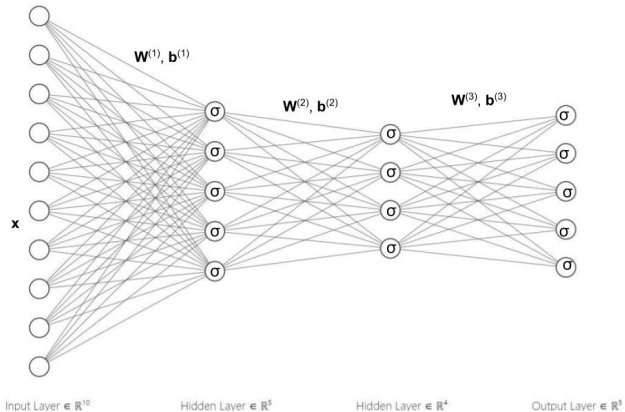 W⁽¹⁾, b⁽¹⁾
W⁽²⁾, b⁽²⁾
W⁽³⁾, b⁽³⁾
σ σ σ
σ σ σ
σ σ σ
σ σ σ
σ σ
x
Input Layer ∈ ℝ¹⁰
Hidden Layer ∈ ℝ⁵
Hidden Layer ∈ ℝ⁴
Output Layer ∈ ℝ⁵